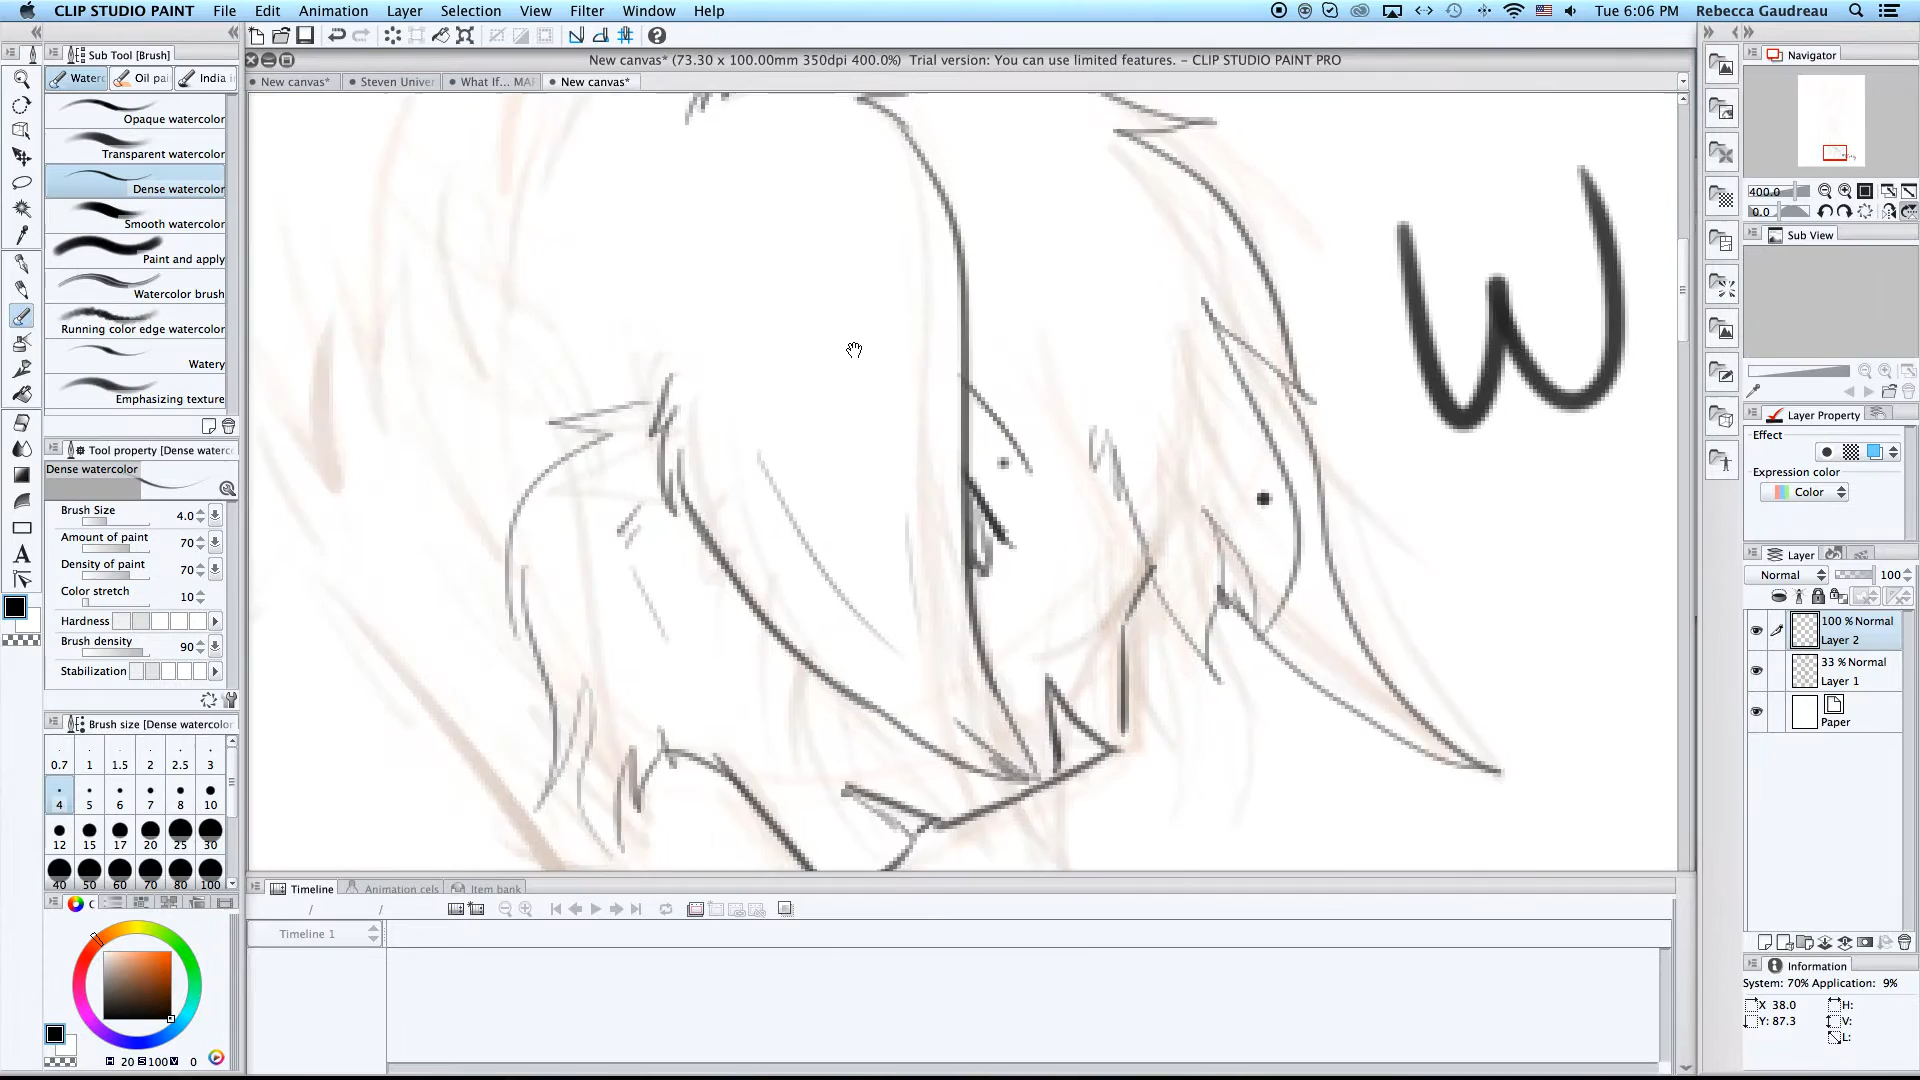 CLIP STUDIO PAINT File Edit Animation Layer Selection View Filter Window Help Tue 6:06 PM Rebecca Gaudreau
New canvas* (73.30 x 100.00mm 350dpi 400.0%) Trial version: You can use limited features. - CLIP STUDIO PAINT PRO
New canvas* Steven Univer What If... MAR New canvas*
Sub Tool [Brush]
Waterc Oil pai India i
Opaque watercolor
Transparent watercolor
Dense watercolor
Smooth watercolor
Paint and apply
Watercolor brush
Running color edge watercolor
Watery
Emphasizing texture
Tool property [Dense waterc
Dense watercolor
Brush Size 4.0
Amount of paint 70
Density of paint 70
Color stretch 10
Hardness
Brush density 90
Stabilization
Brush size [Dense watercolor
0.7 1 1.5 2 2.5 3
4 5 6 7 8 10
12 15 17 20 25 30
40 50 60 70 80 100
C
H 20 S 100 V 0
w
Timeline Animation cels Item bank
/ /
Timeline 1
Navigator
400.0
0.0
Sub View
Layer Property
Effect
Expression color
Color
Layer
Normal 100
100 % Normal
Layer 2
33 % Normal
Layer 1
Paper
Information
System: 70% Application: 9%
X 38.0 H:
Y: 87.3 V:
L: